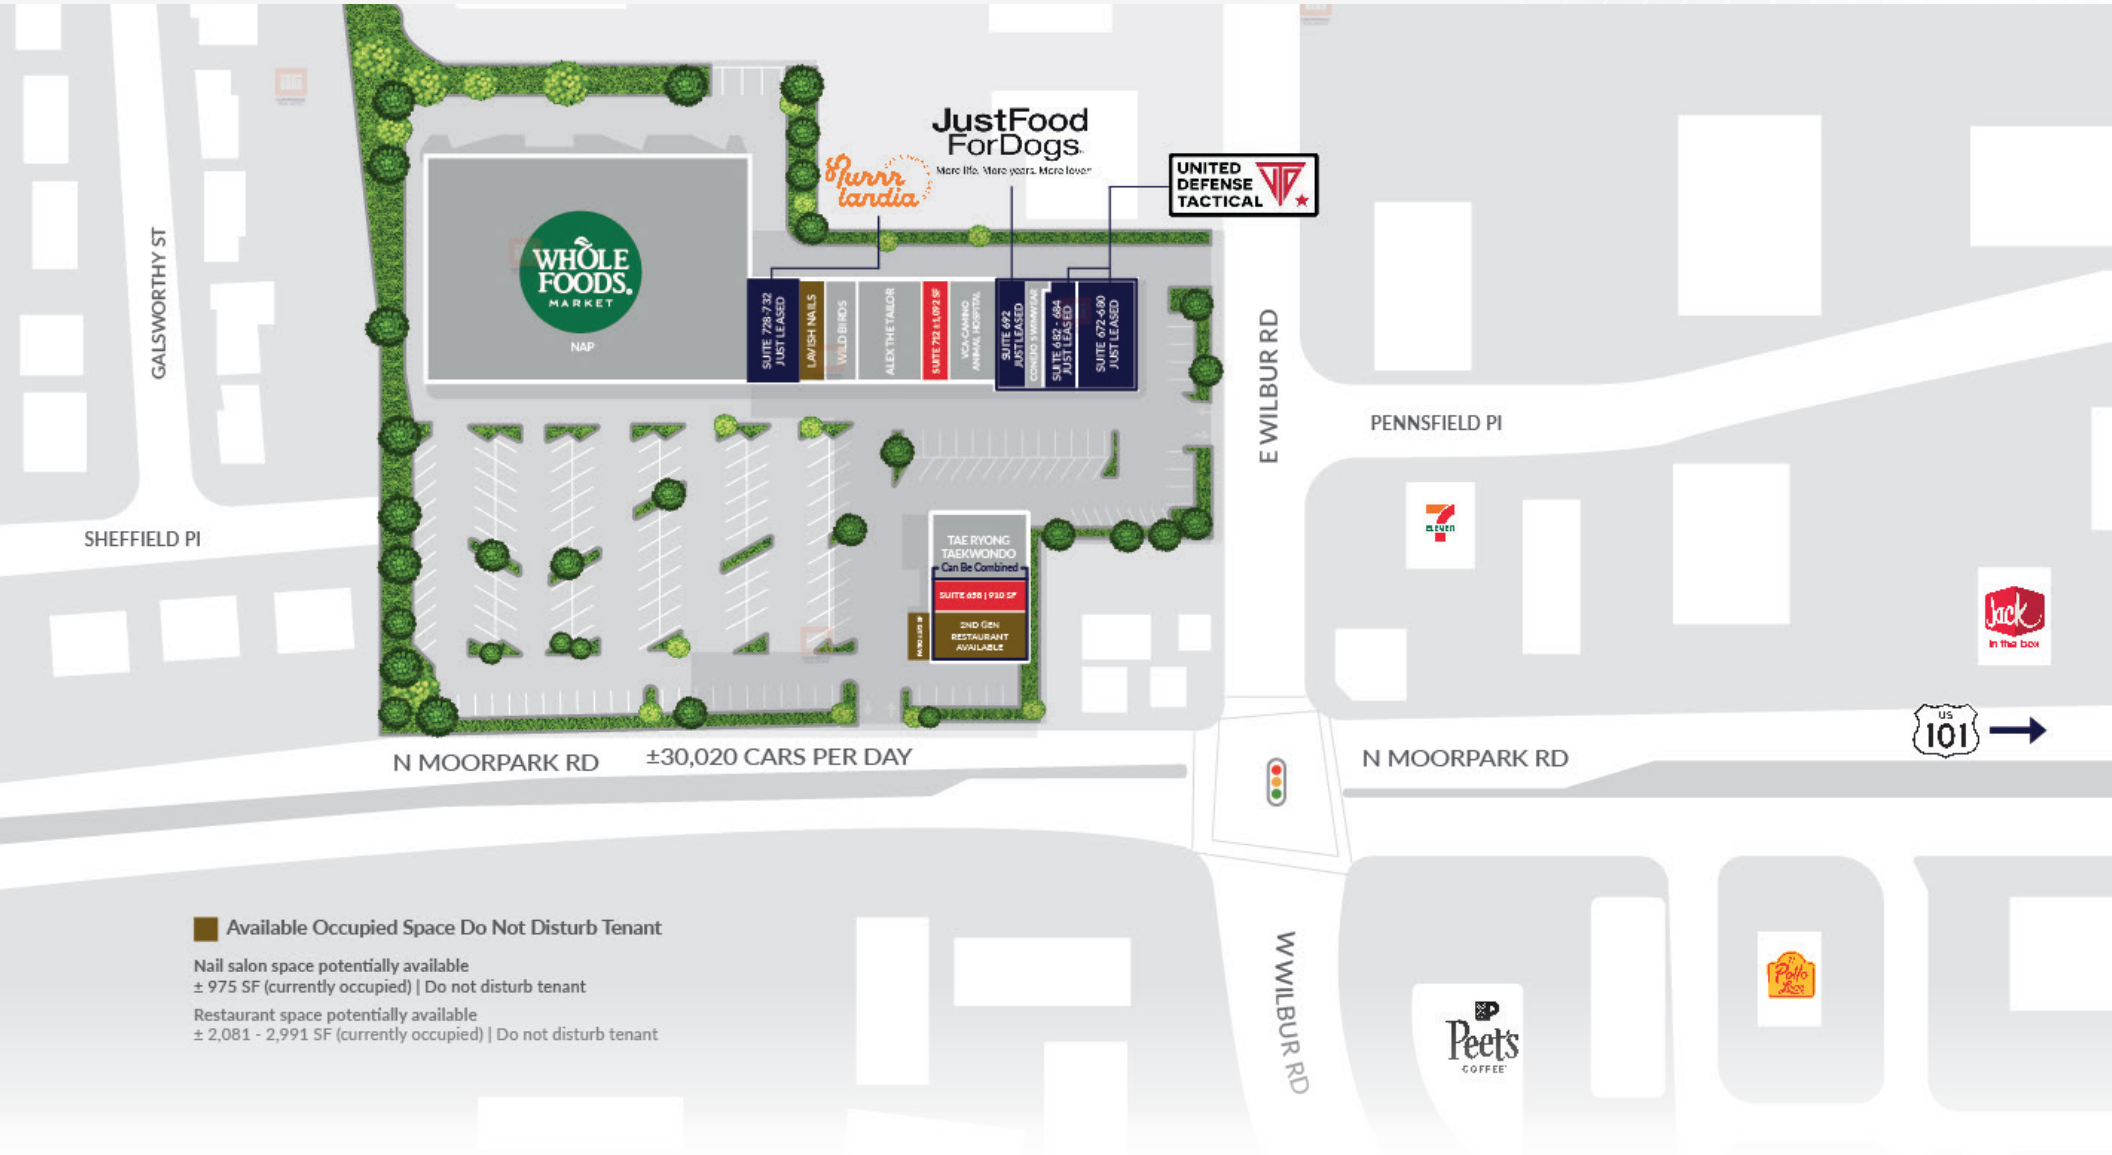 JustFood
ForDogs
More life. More years. More love.
Purrr
landia
UNITED
DEFENSE
TACTICAL
WHOLE
FOODS
MARKET
NAP
SUITE 728-732
JUST LEASED
LAVISH NAILS
WILD BIRDS
ALEX THE TAILOR
SUITE 712 ±1,092 SF
VCA-CAMINO
ANIMAL HOSPITAL
SUITE 692
JUST LEASED
CONEJO SWIMWEAR
SUITE 682 - 684
JUST LEASED
SUITE 672-680
JUST LEASED
GALSWORTHY ST
E WILBUR RD
PENNSFIELD Pl
SHEFFIELD Pl
7
ELEVEN
TAE RYONG
TAEKWONDO
Can Be Combined
SUITE 658 | 910 SF
2ND GEN
RESTAURANT
AVAILABLE
Jack
in the box
US
101
N MOORPARK RD
±30,020 CARS PER DAY
N MOORPARK RD
Available Occupied Space Do Not Disturb Tenant
Nail salon space potentially available
± 975 SF (currently occupied) | Do not disturb tenant
Restaurant space potentially available
± 2,081 - 2,991 SF (currently occupied) | Do not disturb tenant
W WILBUR RD
Pollo
Loco
Peet's
COFFEE